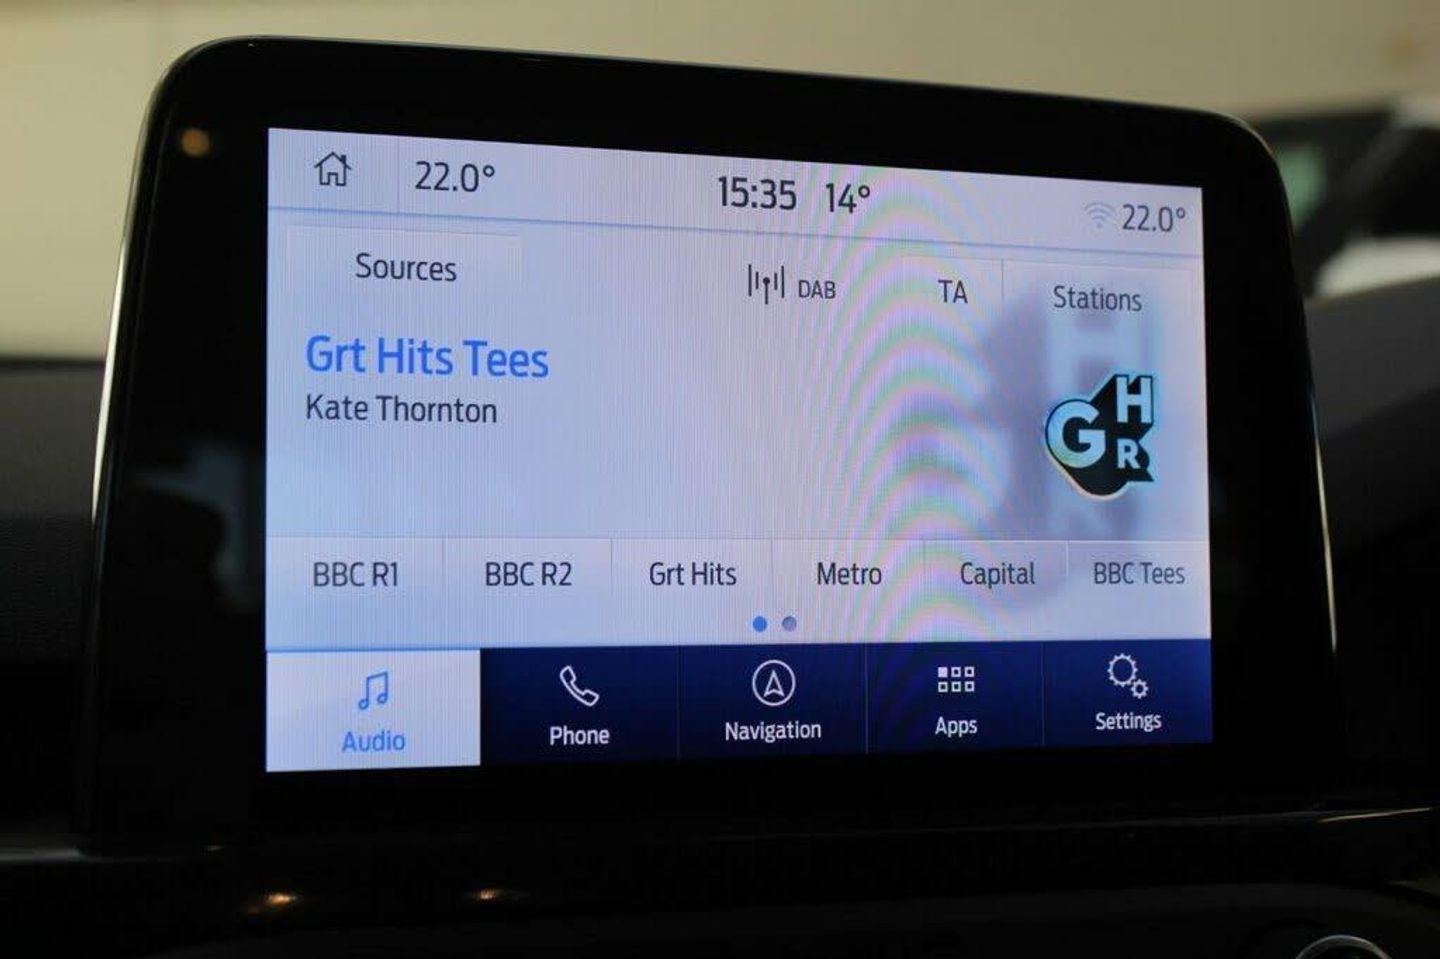 22.0° 15:35 14° 22.0°
Sources DAB TA Stations
Grt Hits Tees
Kate Thornton
GHR
BBC R1 BBC R2 Grt Hits Metro Capital BBC Tees
Audio Phone Navigation Apps Settings